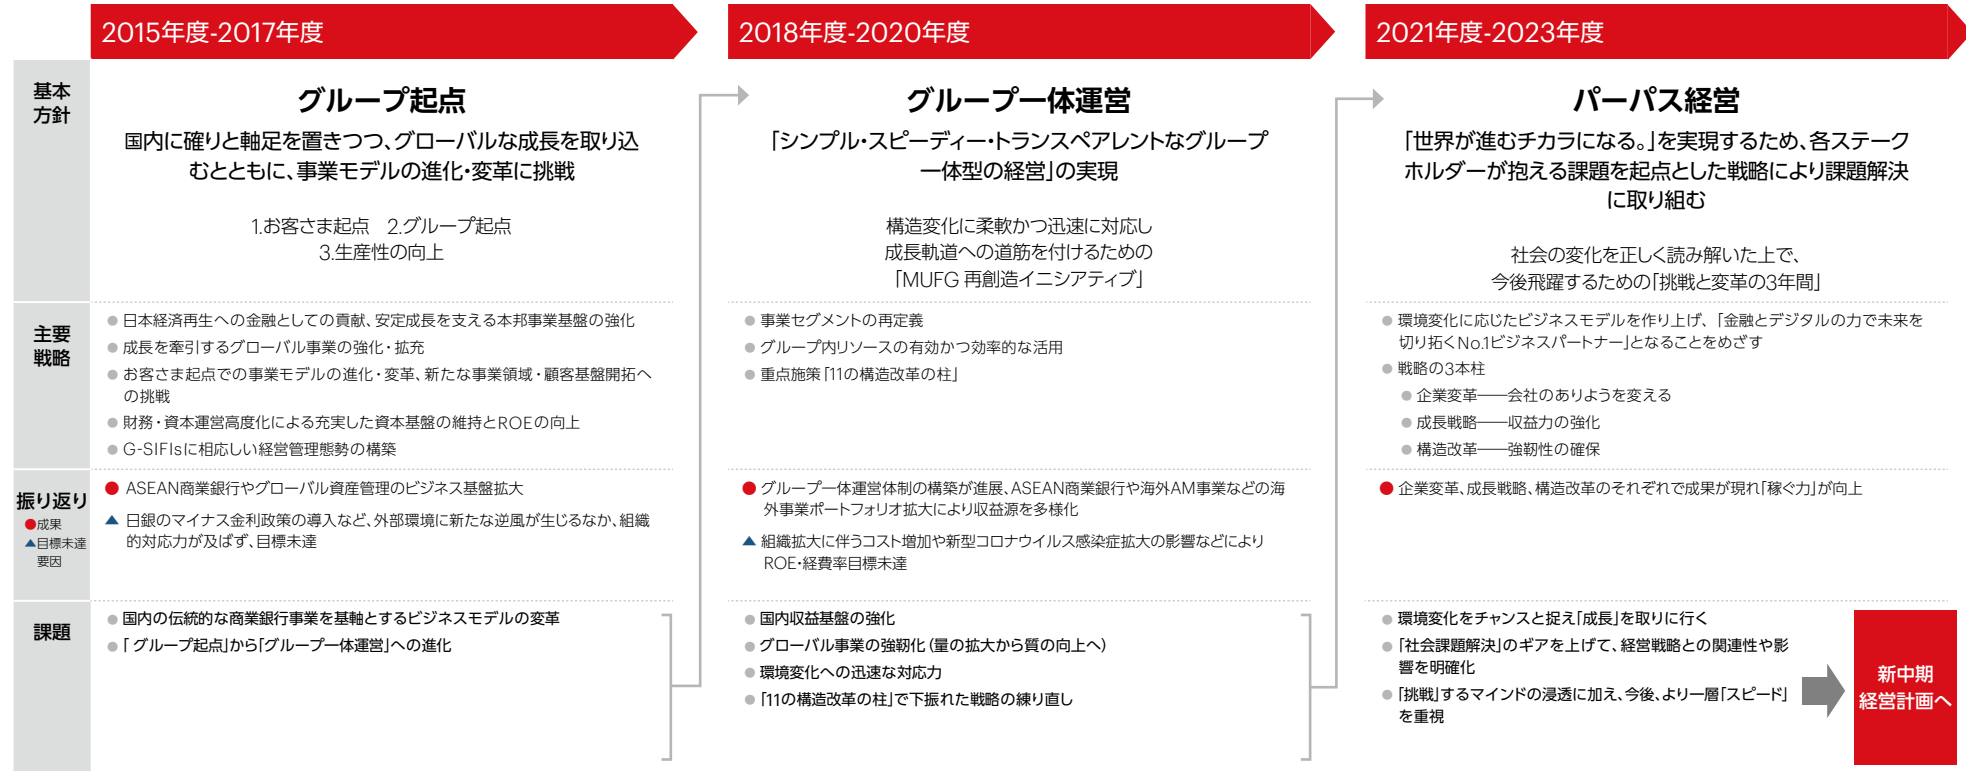 2015年度-2017年度
2018年度-2020年度
2021年度-2023年度
基本
方針
グループ起点
国内に確りと軸足を置きつつ、グローバルな成長を取り込
むとともに、事業モデルの進化・変革に挑戦
1.お客さま起点 2.グループ起点
3.生産性の向上
グループ一体運営
「シンプル・スピーディー・トランスペアレントなグループ
一体型の経営」の実現
構造変化に柔軟かつ迅速に対応し
成長軌道への道筋を付けるための
「MUFG 再創造イニシアティブ」
パーパス経営
「世界が進むチカラになる。」を実現するため、各ステーク
ホルダーが抱える課題を起点とした戦略により課題解決
に取り組む
社会の変化を正しく読み解いた上で、
今後飛躍するための「挑戦と変革の3年間」
主要
戦略
● 日本経済再生への金融としての貢献、安定成長を支える本邦事業基盤の強化
● 成長を牽引するグローバル事業の強化・拡充
● お客さま起点での事業モデルの進化・変革、新たな事業領域・顧客基盤開拓へ
の挑戦
● 財務・資本運営高度化による充実した資本基盤の維持とROEの向上
● G-SIFIsに相応しい経営管理態勢の構築
● 事業セグメントの再定義
● グループ内リソースの有効かつ効率的な活用
● 重点施策「11の構造改革の柱」
● 環境変化に応じたビジネスモデルを作り上げ、「金融とデジタルの力で未来を
切り拓くNo.1ビジネスパートナー」となることをめざす
● 戦略の3本柱
● 企業変革――会社のありようを変える
● 成長戦略――収益力の強化
● 構造改革――強靭性の確保
振り返り
●成果
▲目標未達
要因
● ASEAN商業銀行やグローバル資産管理のビジネス基盤拡大
▲ 日銀のマイナス金利政策の導入など、外部環境に新たな逆風が生じるなか、組織
的対応力が及ばず、目標未達
● グループ一体運営体制の構築が進展、ASEAN商業銀行や海外AM事業などの海
外事業ポートフォリオ拡大により収益源を多様化
▲ 組織拡大に伴うコスト増加や新型コロナウイルス感染症拡大の影響などにより
ROE・経費率目標未達
● 企業変革、成長戦略、構造改革のそれぞれで成果が現れ「稼ぐ力」が向上
課題
● 国内の伝統的な商業銀行事業を基軸とするビジネスモデルの変革
● 「グループ起点」から「グループ一体運営」への進化
● 国内収益基盤の強化
● グローバル事業の強靭化(量の拡大から質の向上へ)
● 環境変化への迅速な対応力
● 「11の構造改革の柱」で下振れた戦略の練り直し
● 環境変化をチャンスと捉え「成長」を取りに行く
● 「社会課題解決」のギアを上げて、経営戦略との関連性や影
響を明確化
● 「挑戦」するマインドの浸透に加え、今後、より一層「スピード」
を重視
新中期
経営計画へ